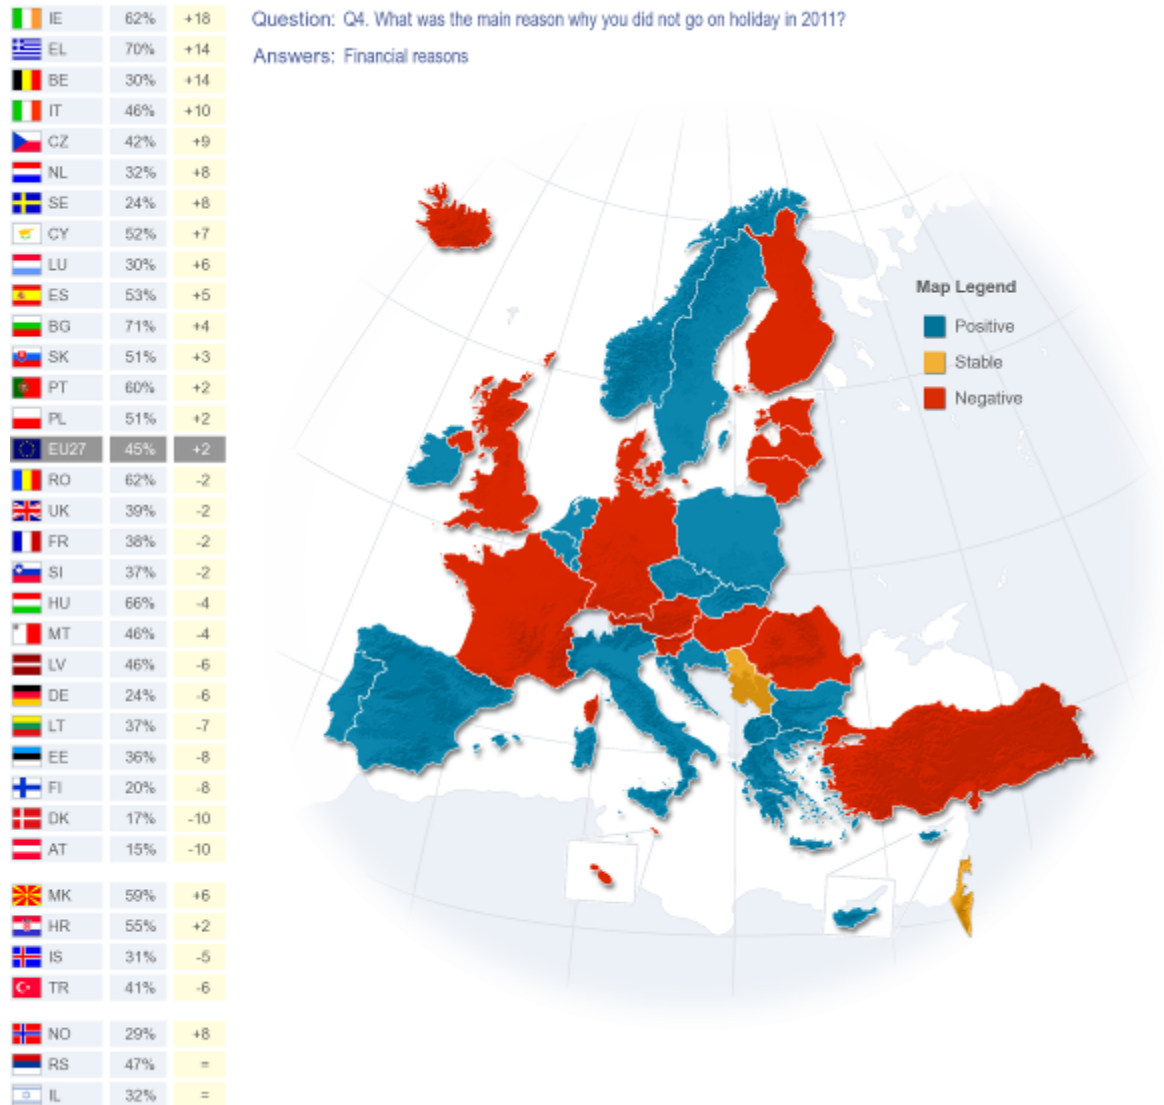 Question: Q4. What was the main reason why you did not go on holiday in 2011?
Answers: Financial reasons
IE 62% +18
EL 70% +14
BE 30% +14
IT 46% +10
CZ 42% +9
NL 32% +8
SE 24% +8
CY 52% +7
LU 30% +6
ES 53% +5
BG 71% +4
SK 51% +3
PT 60% +2
PL 51% +2
EU27 45% +2
RO 62% -2
UK 39% -2
FR 38% -2
SI 37% -2
HU 66% -4
MT 46% -4
LV 46% -6
DE 24% -6
LT 37% -7
EE 36% -8
FI 20% -8
DK 17% -10
AT 15% -10
MK 59% +6
HR 55% +2
IS 31% -5
TR 41% -6
NO 29% +8
RS 47% =
IL 32% =
Map Legend
Positive
Stable
Negative